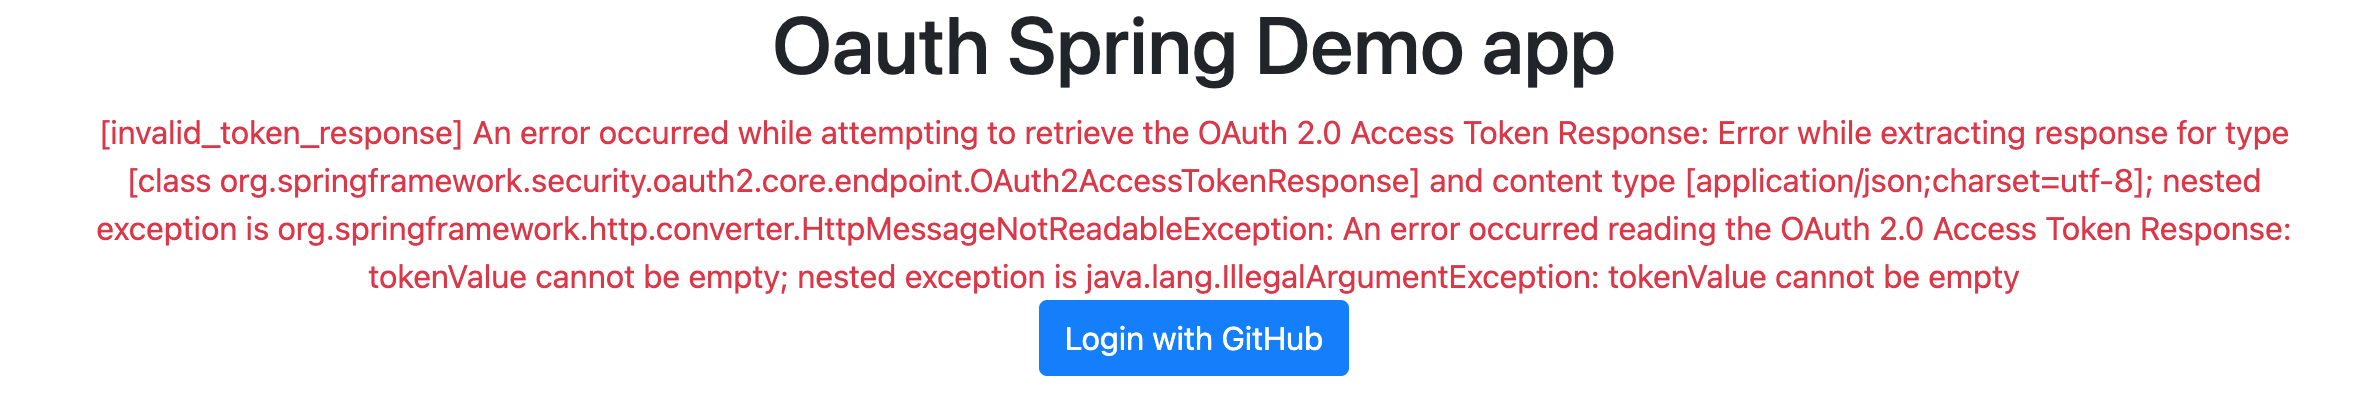 Oauth Spring Demo app
[invalid_token_response] An error occurred while attempting to retrieve the OAuth 2.0 Access Token Response: Error while extracting response for type
[class org.springframework.security.oauth2.core.endpoint.OAuth2AccessTokenResponse] and content type [application/json;charset=utf-8]; nested
exception is org.springframework.http.converter.HttpMessageNotReadableException: An error occurred reading the OAuth 2.0 Access Token Response:
tokenValue cannot be empty; nested exception is java.lang.IllegalArgumentException: tokenValue cannot be empty
Login with GitHub